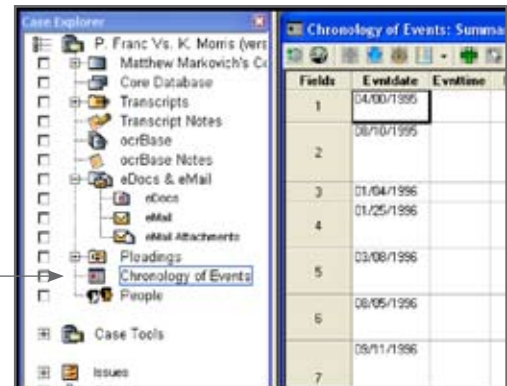 Case Explorer
P. Franc Vs. K. Morris (vers
Matthew Markovich's Co
Core Database
Transcripts
Transcript Notes
ocrBase
ocrBase Notes
eDocs & eMail
eDocs
eMail
eMail Attachments
Pleadings
Chronology of Events
People
Case Tools
Issues
Chronology of Events: Summa
Fields Evntdate Evnttime
1 04/00/1995
2 08/10/1995
3 01/04/1996
4 01/25/1996
5 03/08/1996
6 08/05/1996
7 09/11/1996